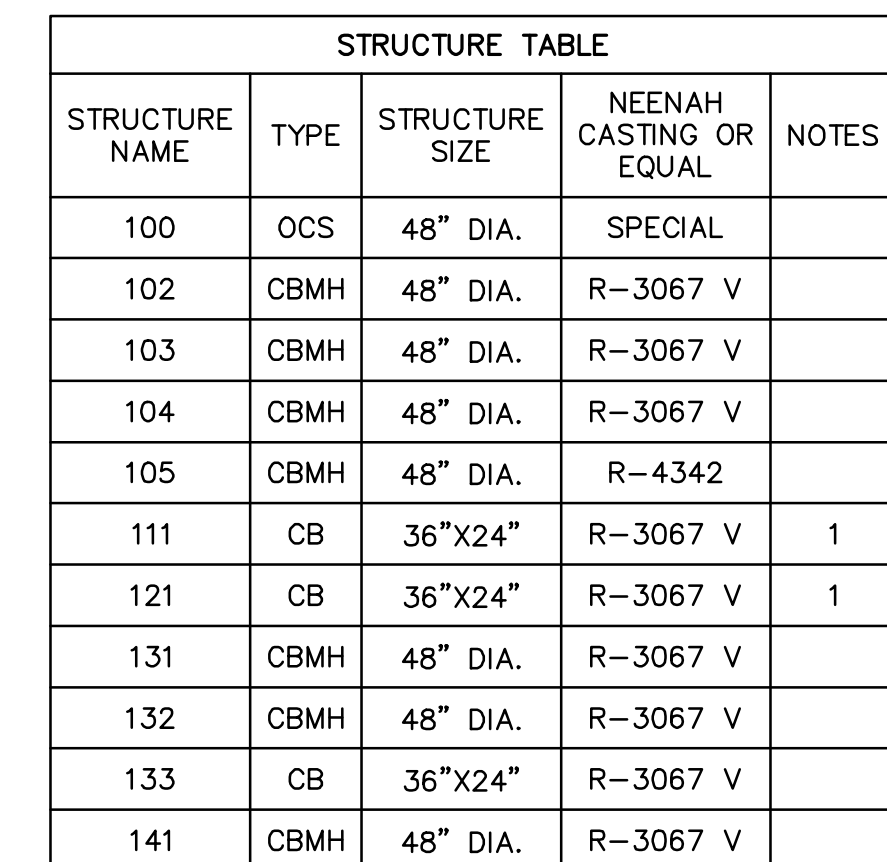 STRUCTURE TABLE
STRUCTURE NAME TYPE STRUCTURE SIZE NEENAH CASTING OR EQUAL NOTES
100 OCS 48” DIA. SPECIAL
102 CBMH 48” DIA. R-3067 V
103 CBMH 48” DIA. R-3067 V
104 CBMH 48” DIA. R-3067 V
105 CBMH 48” DIA. R-4342
111 CB 36”X24” R-3067 V 1
121 CB 36”X24” R-3067 V 1
131 CBMH 48” DIA. R-3067 V
132 CBMH 48” DIA. R-3067 V
133 CB 36”X24” R-3067 V
141 CBMH 48” DIA. R-3067 V